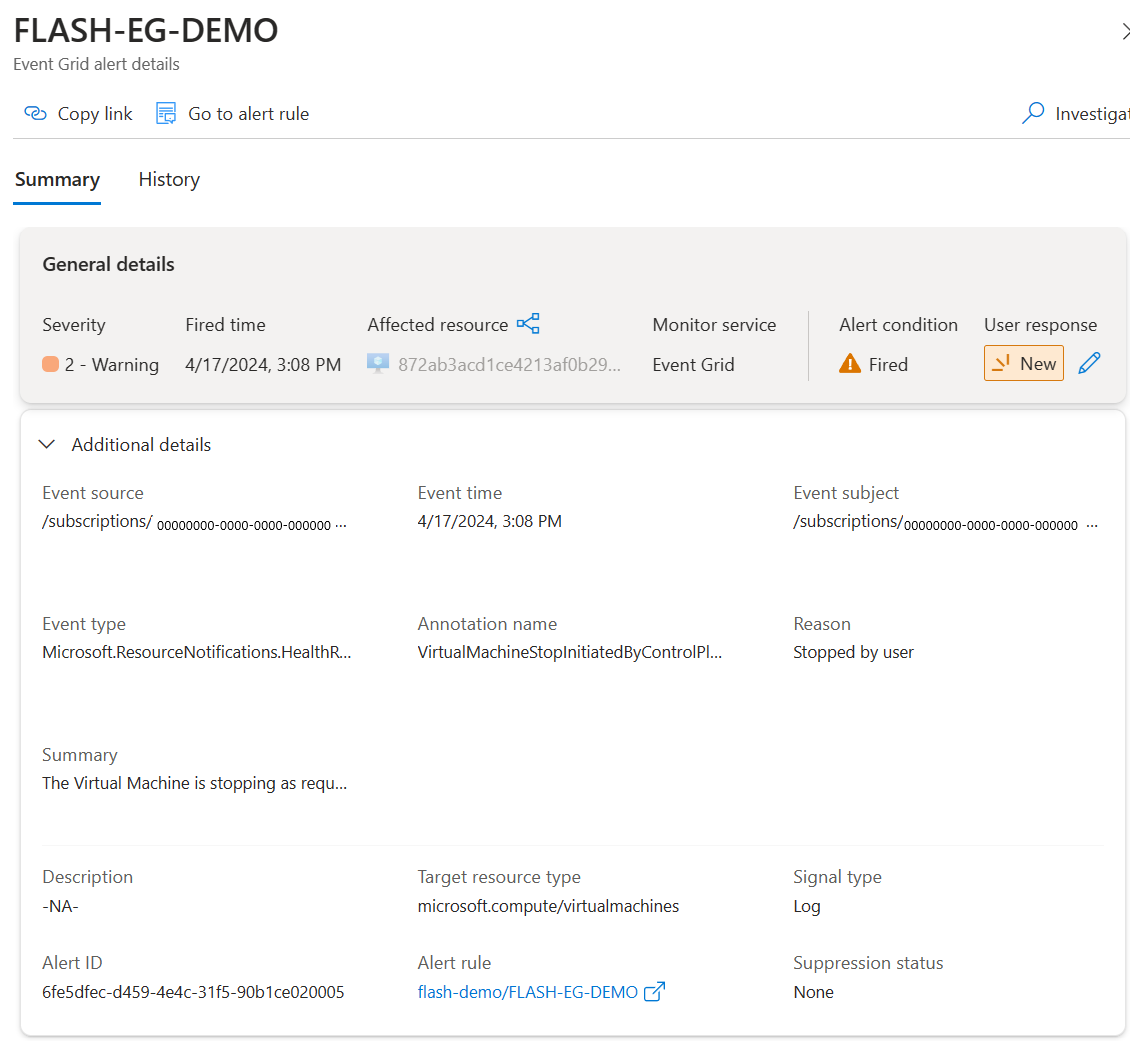 FLASH-EG-DEMO
Event Grid alert details
Copy link Go to alert rule Investigat
Summary History
General details
Severity Fired time Affected resource Monitor service Alert condition User response
2 - Warning 4/17/2024, 3:08 PM 872ab3acd1ce4213af0b29... Event Grid Fired New
Additional details
Event source Event time Event subject
/subscriptions/ 00000000-0000-0000-000000 ... 4/17/2024, 3:08 PM /subscriptions/00000000-0000-0000-000000 ...
Event type Annotation name Reason
Microsoft.ResourceNotifications.HealthR... VirtualMachineStopInitiatedByControlPl... Stopped by user
Summary
The Virtual Machine is stopping as requ...
Description Target resource type Signal type
-NA- microsoft.compute/virtualmachines Log
Alert ID Alert rule Suppression status
6fe5dfec-d459-4e4c-31f5-90b1ce020005 flash-demo/FLASH-EG-DEMO None